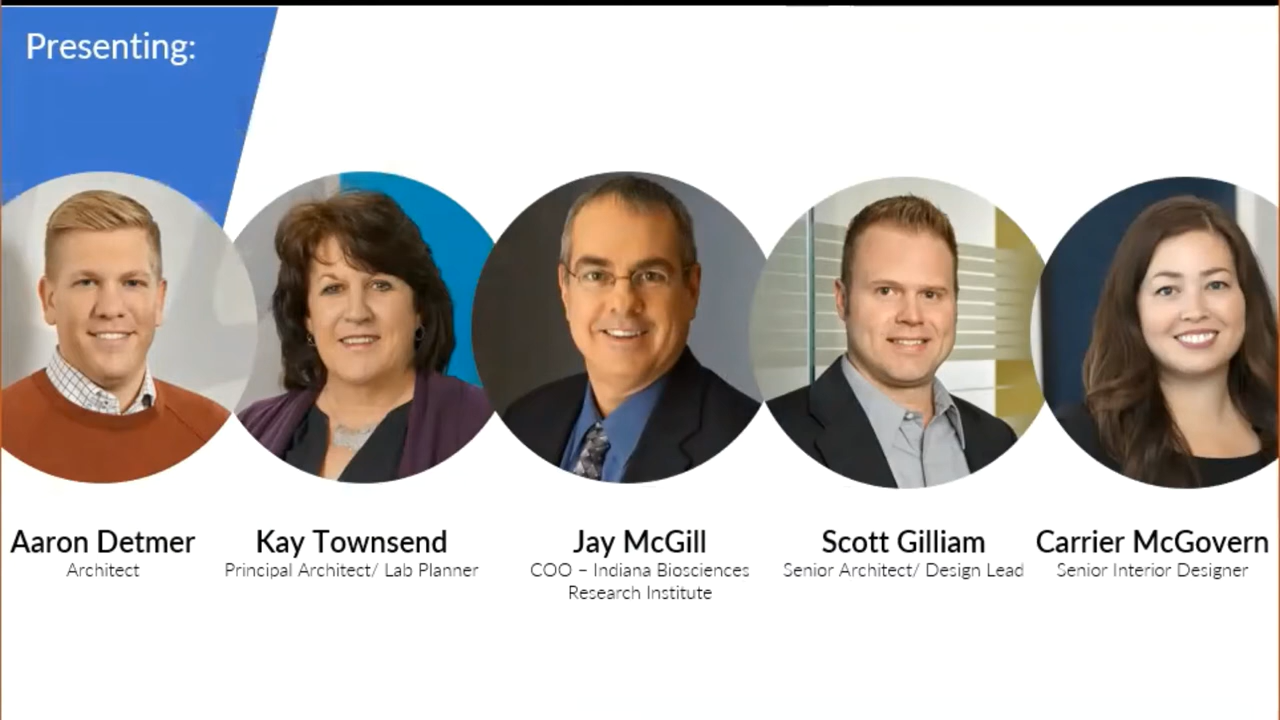 Presenting:
Aaron Detmer
Architect
Kay Townsend
Principal Architect/ Lab Planner
Jay McGill
COO – Indiana Biosciences
Research Institute
Scott Gilliam
Senior Architect/ Design Lead
Carrier McGovern
Senior Interior Designer